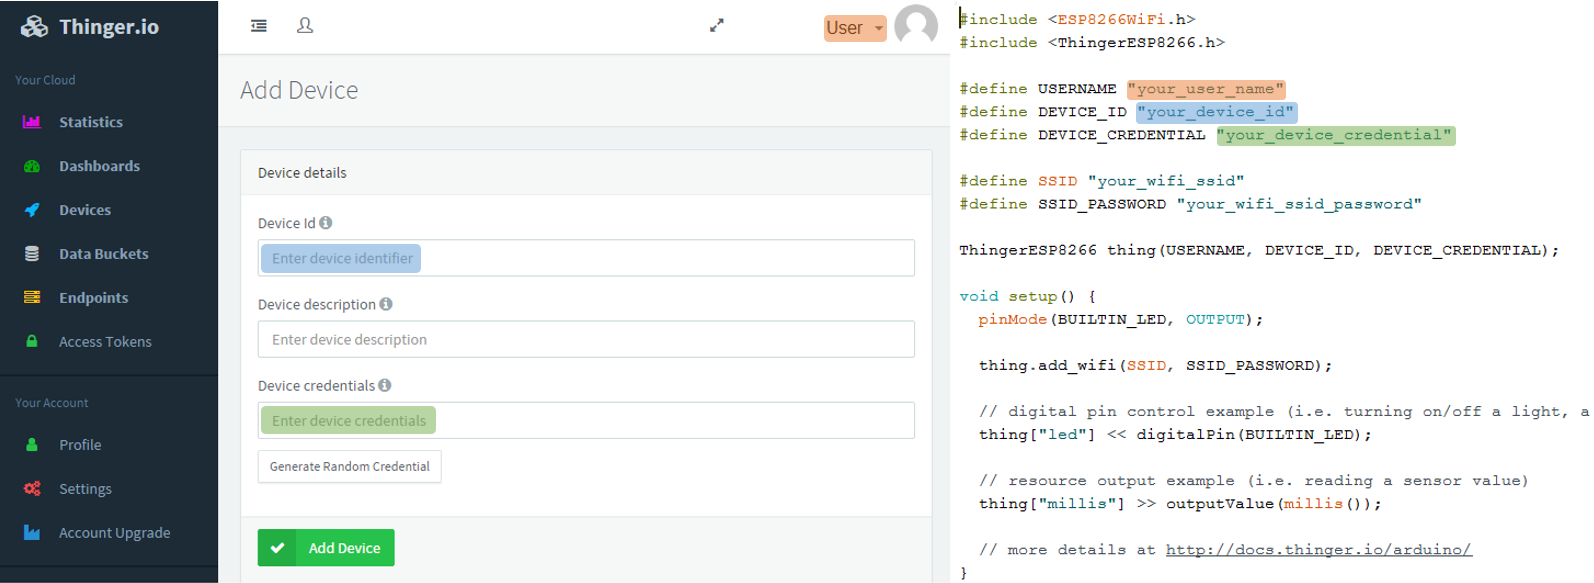 Thinger.io
Your Cloud
Statistics
Dashboards
Devices
Data Buckets
Endpoints
Access Tokens
Your Account
Profile
Settings
Account Upgrade
User
Add Device
Device details
Device Id
Enter device identifier
Device description
Enter device description
Device credentials
Enter device credentials
Generate Random Credential
Add Device
#include <ESP8266WiFi.h>
#include <ThingerESP8266.h>
#define USERNAME "your_user_name"
#define DEVICE_ID "your_device_id"
#define DEVICE_CREDENTIAL "your_device_credential"
#define SSID "your_wifi_ssid"
#define SSID_PASSWORD "your_wifi_ssid_password"
ThingerESP8266 thing(USERNAME, DEVICE_ID, DEVICE_CREDENTIAL);
void setup() {
pinMode(BUILTIN_LED, OUTPUT);
thing.add_wifi(SSID, SSID_PASSWORD);
// digital pin control example (i.e. turning on/off a light, a
thing["led"] << digitalPin(BUILTIN_LED);
// resource output example (i.e. reading a sensor value)
thing["millis"] >> outputValue(millis());
// more details at http://docs.thinger.io/arduino/
}